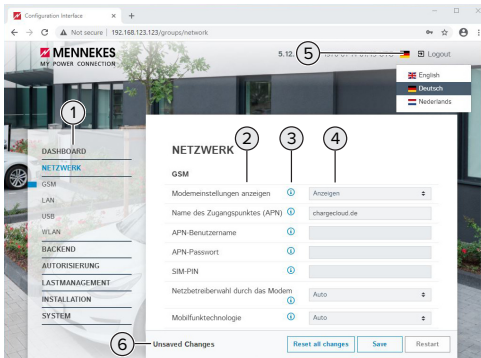 Configuration Interface
Not secure | 192.168.123.123/groups/network
MENNEKES
MY POWER CONNECTION
5.12.
5
Logout
English
Deutsch
Nederlands
1
DASHBOARD
NETZWERK
GSM
LAN
USB
WLAN
BACKEND
AUTORISIERUNG
LASTMANAGEMENT
INSTALLATION
SYSTEM
NETZWERK
2
3
4
GSM
Modemeinstellungen anzeigen Anzeigen
Name des Zugangspunktes (APN) chargecloud.de
APN-Benutzername
APN-Passwort
SIM-PIN
Netzbetreiberwahl durch das Modem Auto
Mobilfunktechnologie Auto
6
Unsaved Changes Reset all changes Save Restart